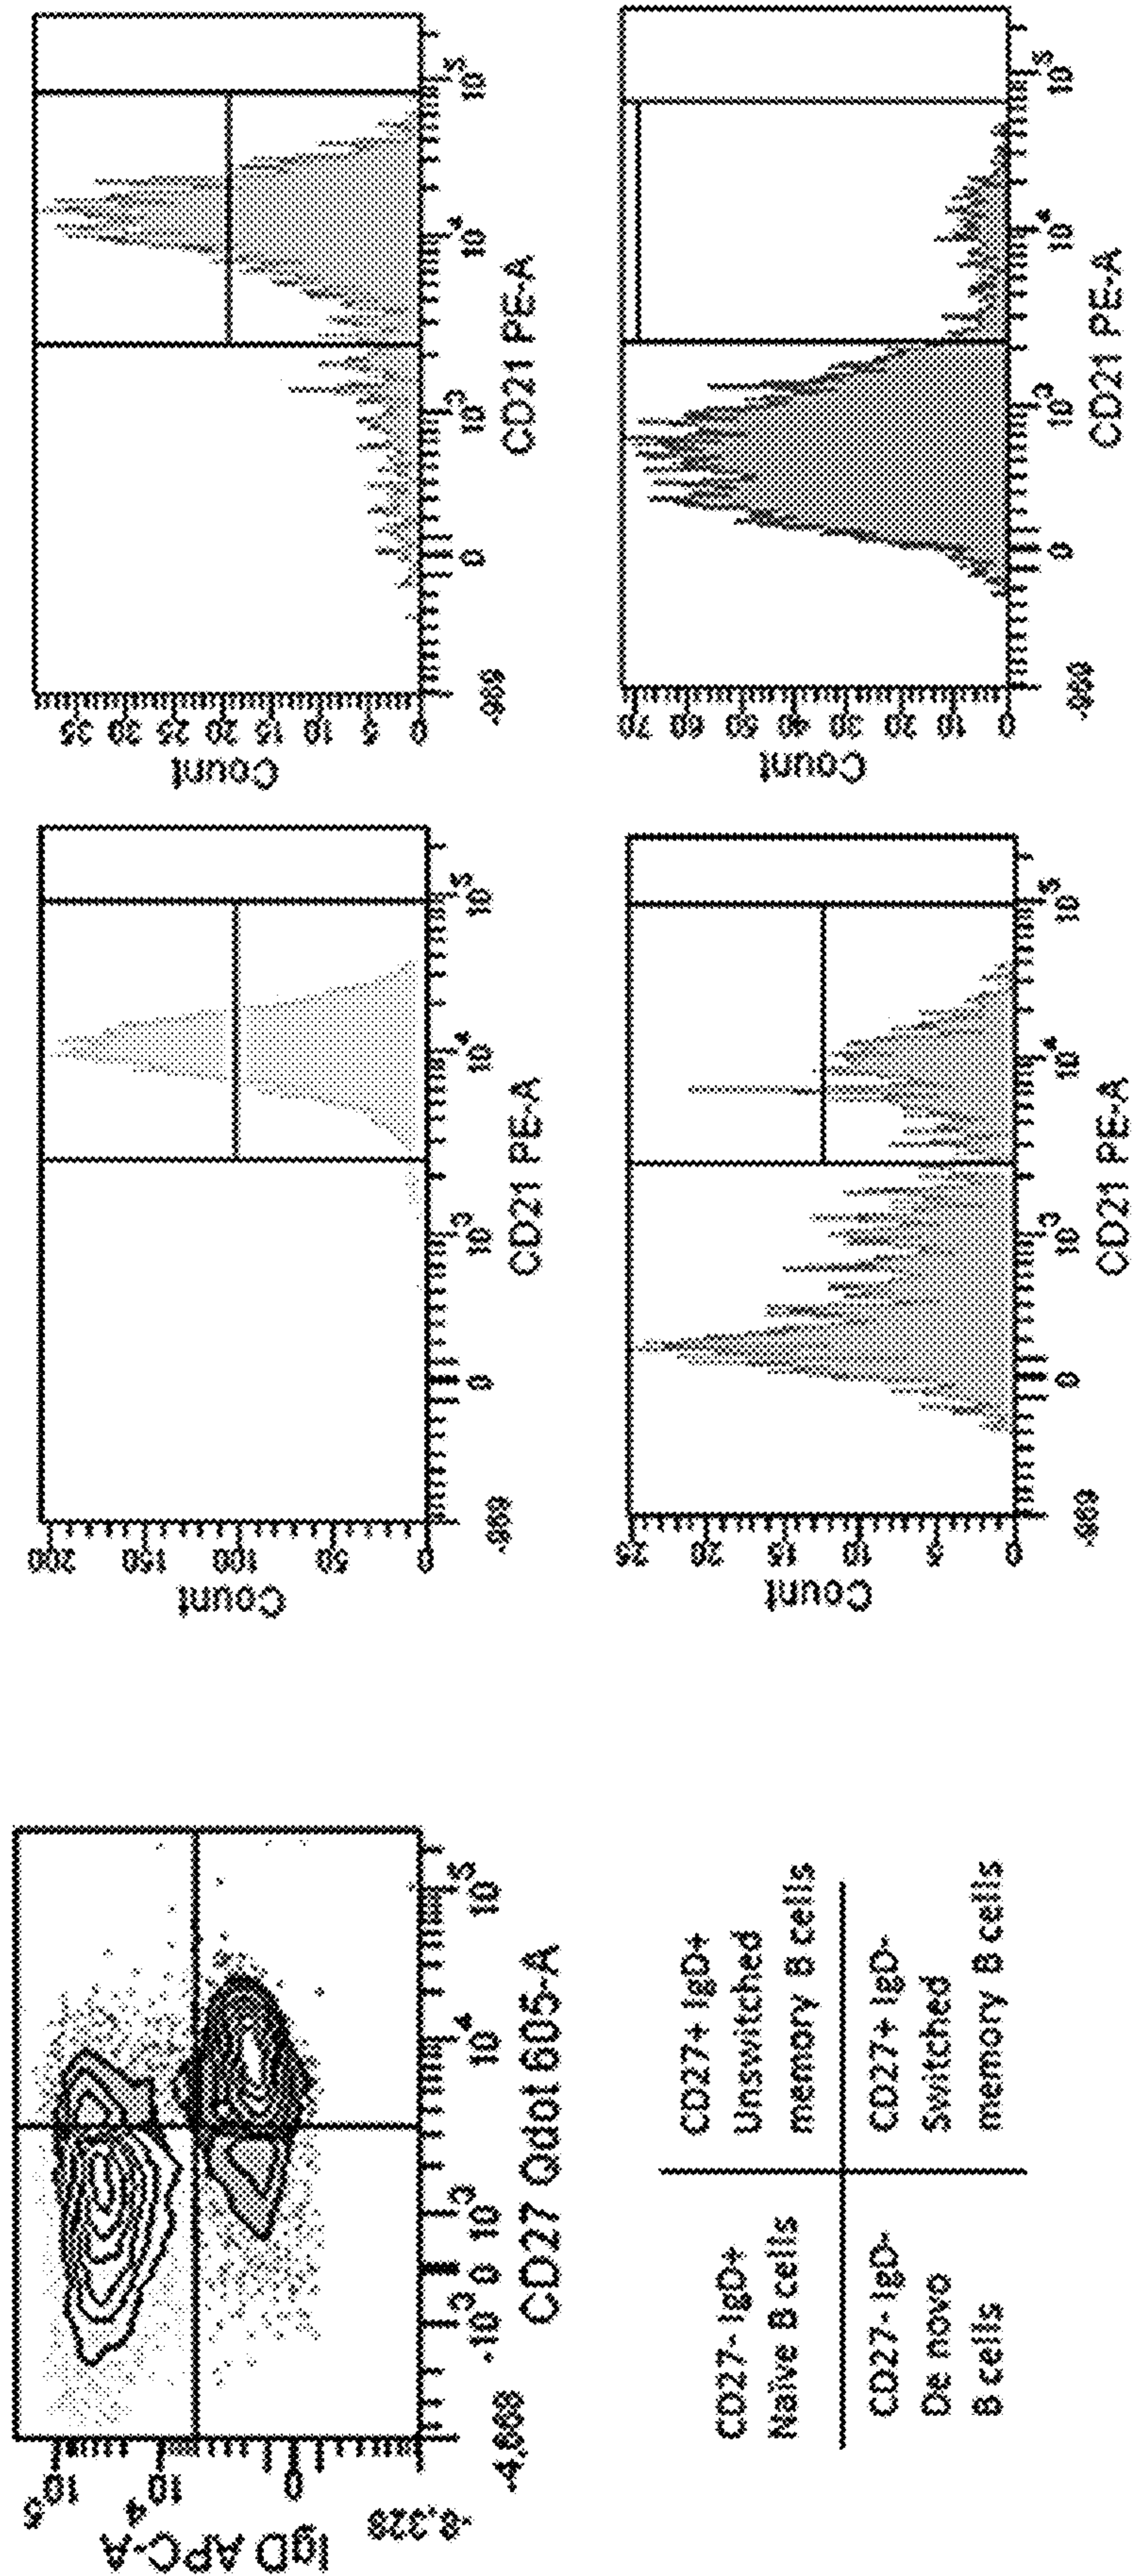 IgD APC-A
10 5
10 4
0
-8,328
-4,668
-10 3
0
10 3
10 4
10 5
CD27 Qdot 605-A
CD27- IgD+
Naïve B cells
CD27+ IgD+
Unswitched
memory B cells
CD27- IgD-
De novo
B cells
CD27+ IgD-
Switched
memory B cells
Count
200
150
100
50
0
-989
0
10 3
10 4
10 5
CD21 PE-A
Count
35
30
25
20
15
10
5
0
-989
0
10 3
10 4
10 5
CD21 PE-A
Count
25
20
15
10
5
0
-989
0
10 3
10 4
10 5
CD21 PE-A
Count
70
60
50
40
30
20
10
0
-989
0
10 3
10 4
10 5
CD21 PE-A